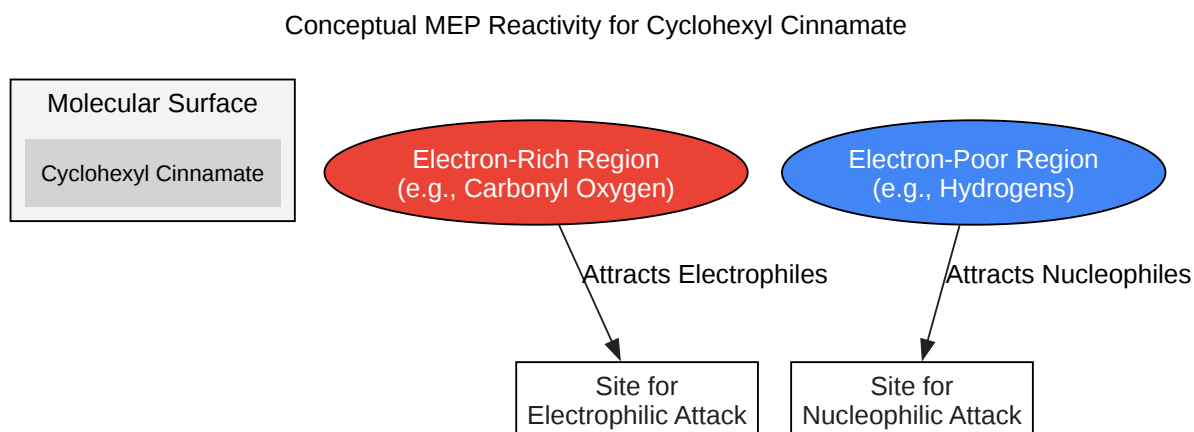 Conceptual MEP Reactivity for Cyclohexyl Cinnamate
Molecular Surface
Cyclohexyl Cinnamate
Electron-Rich Region
(e.g., Carbonyl Oxygen)
Electron-Poor Region
(e.g., Hydrogens)
Attracts Electrophiles
Attracts Nucleophiles
Site for
Electrophilic Attack
Site for
Nucleophilic Attack